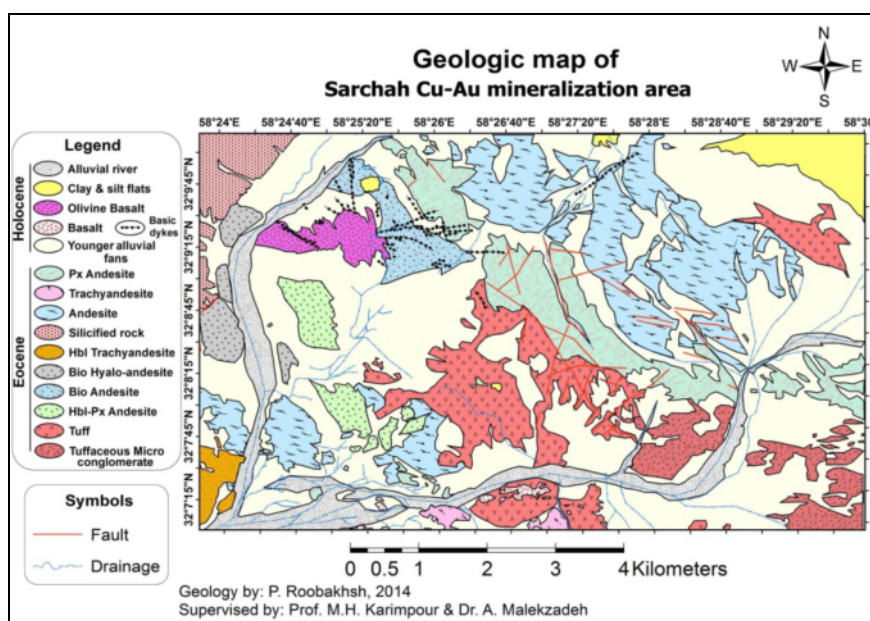 Geologic map of
Sarchah Cu-Au mineralization area
N
W E
S
58°24'E 58°24'40"E 58°25'20"E 58°26'E 58°26'40"E 58°27'20"E 58°28'E 58°28'40"E 58°29'20"E 58°30
Legend
Holocene
Alluvial river
Clay & silt flats
Olivine Basalt
Basalt
Basic dykes
Younger alluvial fans
Eocene
Px Andesite
Trachyandesite
Andesite
Silicified rock
Hbl Trachyandesite
Bio Hyalo-andesite
Bio Andesite
Hbl-Px Andesite
Tuff
Tuffaceous Micro
conglomerate
32°9'45"N
32°9'15"N
32°8'45"N
32°8'15"N
32°7'45"N
32°7'15"N
Symbols
Fault
Drainage
0 0.5 1 2 3 4 Kilometers
Geology by: P. Roobakhsh, 2014
Supervised by: Prof. M.H. Karimpour & Dr. A. Malekzadeh